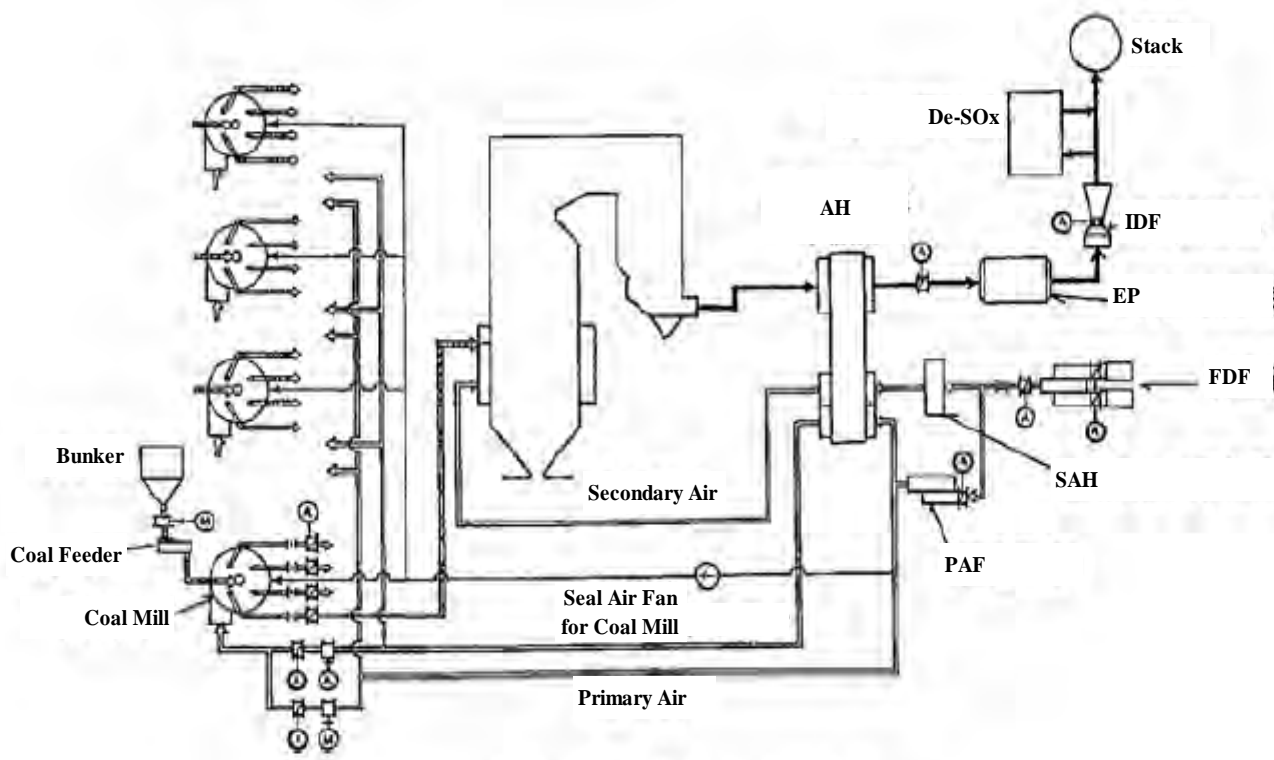 Stack
De-SOx
AH
A
IDF
A
EP
FDF
A
A
SAH
A
PAF
Bunker
M
Secondary Air
A
Coal Feeder
Coal Mill
Seal Air Fan
for Coal Mill
A
Primary Air
M